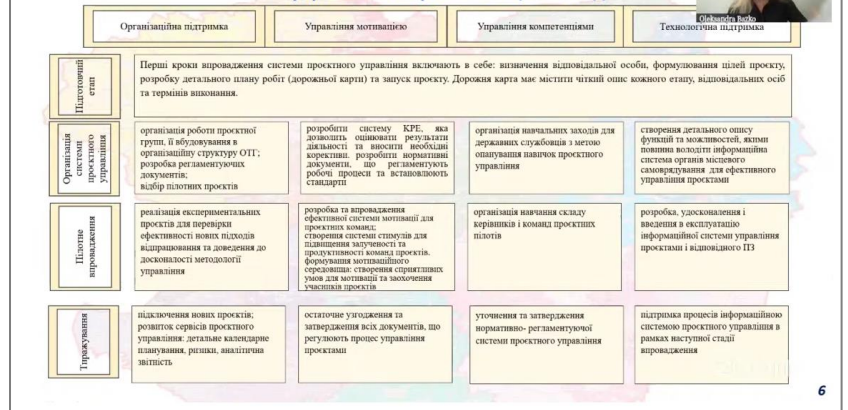 Oleksandra Bazko
Організаційна підтримка
Управління мотивацією
Управління компетенціями
Технологічна підтримка
Підготовчий
етап
Перші кроки впровадження системи проєктного управління включають в себе: визначення відповідальної особи, формулювання цілей проєкту,
розробку детального плану робіт (дорожньої карти) та запуск проєкту. Дорожня карта має містити чіткий опис кожного етапу, відповідальних осіб
та термінів виконання.
Організація
системи
проєктного
управління
організація роботи проєктної
групи, її вбудовування в
організаційну структуру ОТГ;
розробка регламентуючих
документів;
відбір пілотних проєктів
розробити систему KPE, яка
дозволить оцінювати результати
діяльності та вносити необхідні
корективи. розробити нормативні
документи, що регламентують
робочі процеси та встановлюють
стандарти
організація навчальних заходів для
державних службовців з метою
опанування навичок проєктного
управління
створення детального опису
функцій та можливостей, якими
повинна володіти інформаційна
система органів місцевого
самоврядування для ефективного
управління проєктами
Пілотне
впровадження
реалізація експериментальних
проєктів для перевірки
ефективності нових підходів
відпрацювання та доведення до
досконалості методології
управління
розробка та впровадження
ефективної системи мотивації для
проєктних команд;
створення системи стимулів для
підвищення залученості та
продуктивності команд проєктів.
формування мотиваційного
середовища: створення сприятливих
умов для мотивації та заохочення
учасників проєктів
організація навчання складу
керівників і команд проєктних
пілотів
розробка, удосконалення і
введення в експлуатацію
інформаційної системи управління
проєктами і відповідного ПЗ
Тиражування
підключення нових проєктів;
розвиток сервісів проєктного
управління: детальне календарне
планування, ризики, аналітична
звітність
остаточне узгодження та
затвердження всіх документів, що
регулюють процес управління
проєктами
уточнення та затвердження
нормативно- регламентуючої
системи проєктного управління
підтримка процесів інформаційною
системою проєктного управління в
рамках наступної стадії
впровадження
6